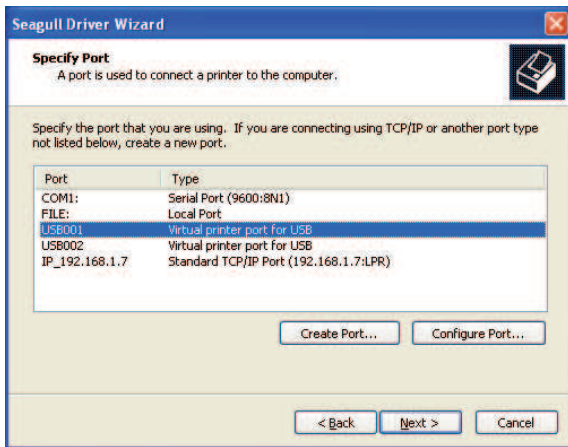 Seagull Driver Wizard
Specify Port
A port is used to connect a printer to the computer.
Specify the port that you are using. If you are connecting using TCP/IP or another port type
not listed below, create a new port.
Port Type
COM1: Serial Port (9600:8N1)
FILE: Local Port
USB001 Virtual printer port for USB
USB002 Virtual printer port for USB
IP_192.168.1.7 Standard TCP/IP Port (192.168.1.7:LPR)
Create Port... Configure Port...
< Back Next > Cancel